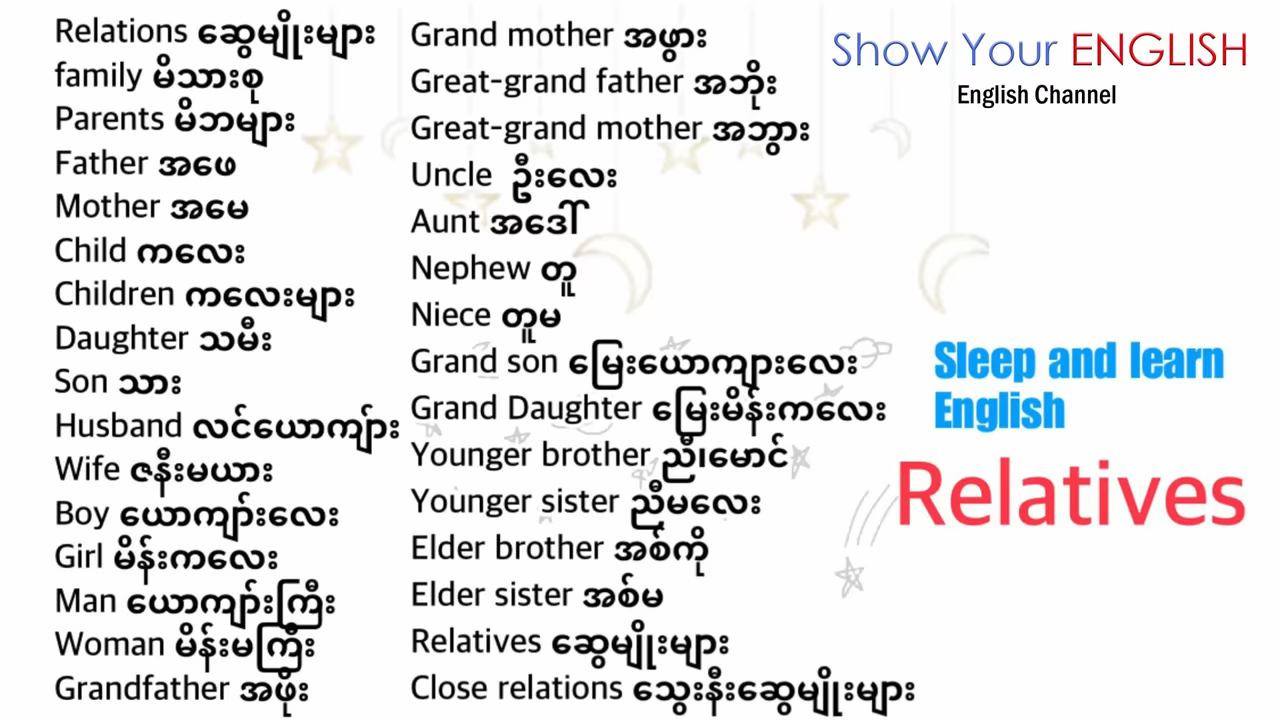 Relations ဆွေမျိုးများ
family မိသားစု
Parents မိဘများ
Father အဖေ
Mother အမေ
Child ကလေး
Children ကလေးများ
Daughter သမီး
Son သား
Husband လင်ယောကျ်ား
Wife ဇနီးမယား
Boy ယောကျ်ားလေး
Girl မိန်းကလေး
Man ယောကျ်ားကြီး
Woman မိန်းမကြီး
Grandfather အဖိုး
Grand mother အဖွား
Great-grand father အဘိုး
Great-grand mother အဘွား
Uncle ဦးလေး
Aunt အဒေါ်
Nephew တူ
Niece တူမ
Grand son မြေးယောကျားလေး
Grand Daughter မြေးမိန်းကလေး
Younger brother ညီ၊မောင်
Younger sister ညီမလေး
Elder brother အစ်ကို
Elder sister အစ်မ
Relatives ဆွေမျိုးများ
Close relations သွေးနီးဆွေမျိုးများ
Show Your ENGLISH
English Channel
Sleep and learn
English
Relatives